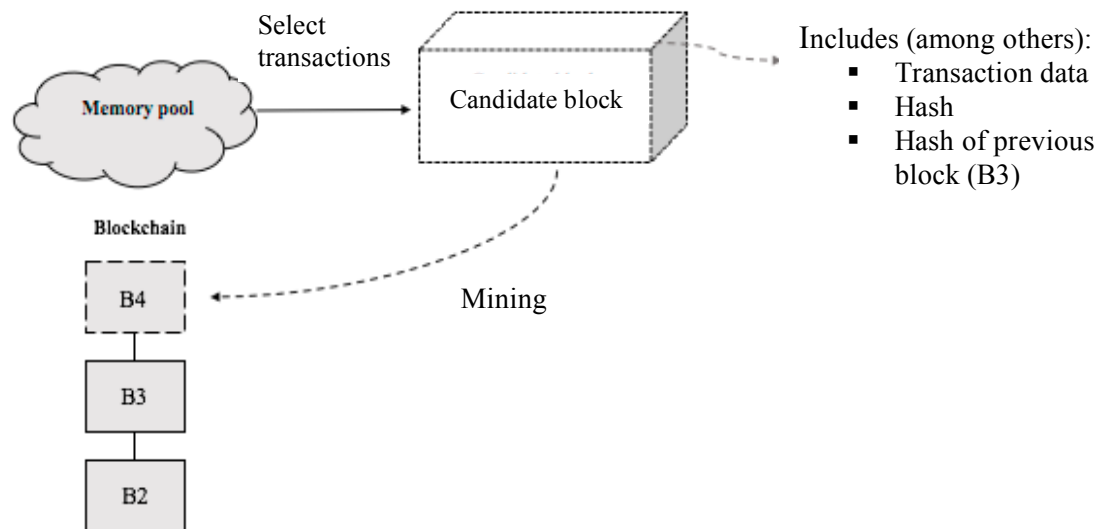 Select
transactions
Memory pool
Candidate block
Includes (among others):
▪ Transaction data
▪ Hash
▪ Hash of previous
block (B3)
Blockchain
B4
Mining
B3
B2